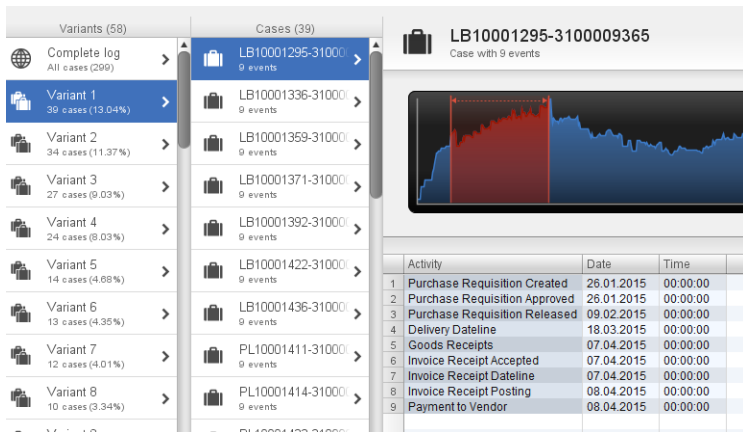 Variants (58)
Complete log
All cases (299)
Variant 1
39 cases (13.04%)
Variant 2
34 cases (11.37%)
Variant 3
27 cases (9.03%)
Variant 4
24 cases (8.03%)
Variant 5
14 cases (4.68%)
Variant 6
13 cases (4.35%)
Variant 7
12 cases (4.01%)
Variant 8
10 cases (3.34%)
Cases (39)
LB10001295-31000
9 events
LB10001336-31000
9 events
LB10001359-31000
9 events
LB10001371-31000
9 events
LB10001392-31000
9 events
LB10001422-31000
9 events
LB10001436-31000
9 events
PL10001411-31000
9 events
PL10001414-31000
9 events
LB10001295-3100009365
Case with 9 events
Activity Date Time
1 Purchase Requisition Created 26.01.2015 00:00:00
2 Purchase Requisition Approved 26.01.2015 00:00:00
3 Purchase Requisition Released 09.02.2015 00:00:00
4 Delivery Dateline 18.03.2015 00:00:00
5 Goods Receipts 07.04.2015 00:00:00
6 Invoice Receipt Accepted 07.04.2015 00:00:00
7 Invoice Receipt Dateline 07.04.2015 00:00:00
8 Invoice Receipt Posting 08.04.2015 00:00:00
9 Payment to Vendor 08.04.2015 00:00:00